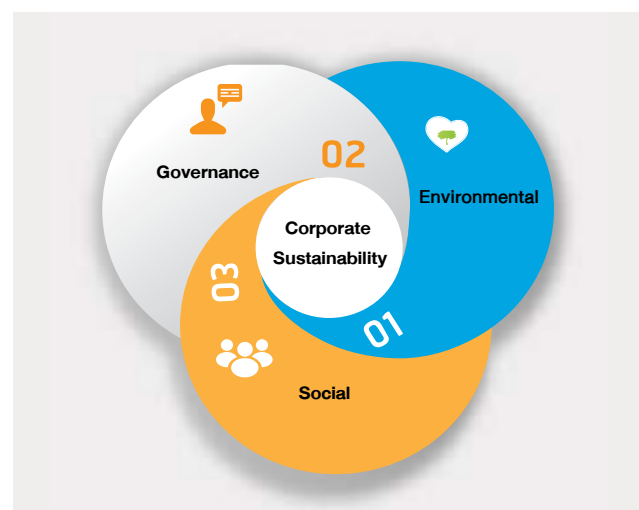 02
Governance
Environmental
Corporate
Sustainability
03
01
Social